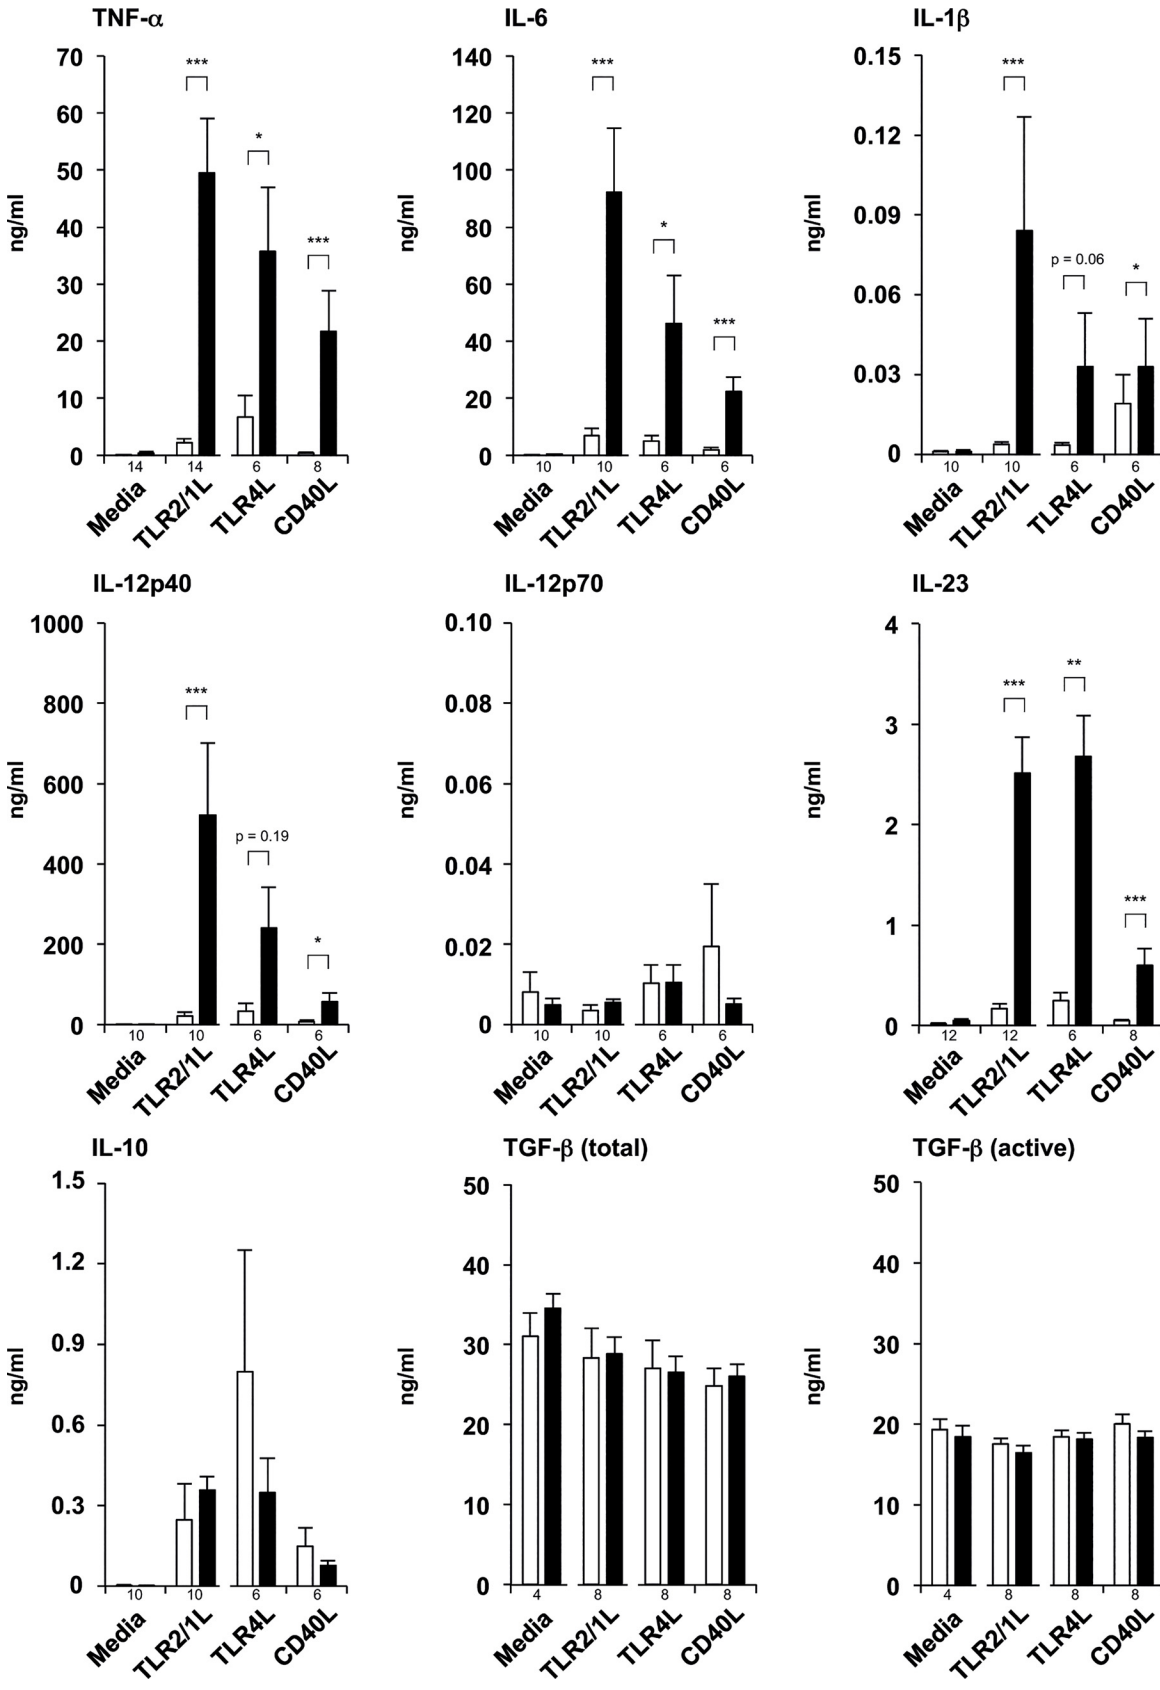 TNF-α
ng/ml
70
60
50
40
30
20
10
0
***
*
***
14
14
6
8
Media
TLR2/1L
TLR4L
CD40L
IL-6
ng/ml
140
120
100
80
60
40
20
0
***
*
***
10
10
6
6
Media
TLR2/1L
TLR4L
CD40L
IL-1β
ng/ml
0.15
0.12
0.09
0.06
0.03
0
***
p = 0.06
*
10
10
6
6
Media
TLR2/1L
TLR4L
CD40L
IL-12p40
ng/ml
1000
800
600
400
200
0
***
p = 0.19
*
10
10
6
6
Media
TLR2/1L
TLR4L
CD40L
IL-12p70
ng/ml
0.10
0.08
0.06
0.04
0.02
0
10
10
6
6
Media
TLR2/1L
TLR4L
CD40L
IL-23
ng/ml
4
3
2
1
0
***
**
***
12
12
6
8
Media
TLR2/1L
TLR4L
CD40L
IL-10
ng/ml
1.5
1.2
0.9
0.6
0.3
0
10
10
6
6
Media
TLR2/1L
TLR4L
CD40L
TGF-β (total)
ng/ml
50
40
30
20
10
0
4
8
8
8
Media
TLR2/1L
TLR4L
CD40L
TGF-β (active)
ng/ml
50
40
30
20
10
0
4
8
8
8
Media
TLR2/1L
TLR4L
CD40L